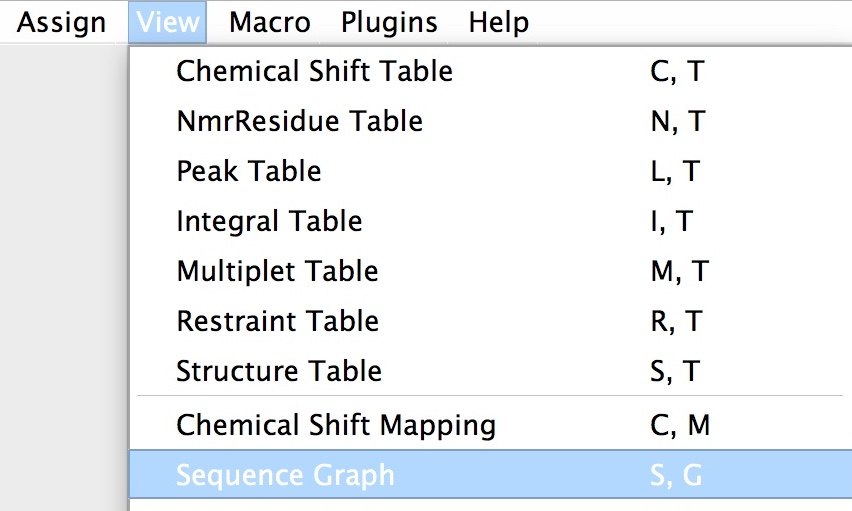 Assign View Macro Plugins Help
Chemical Shift Table C, T
NmrResidue Table N, T
Peak Table L, T
Integral Table I, T
Multiplet Table M, T
Restraint Table R, T
Structure Table S, T
Chemical Shift Mapping C, M
Sequence Graph S, G